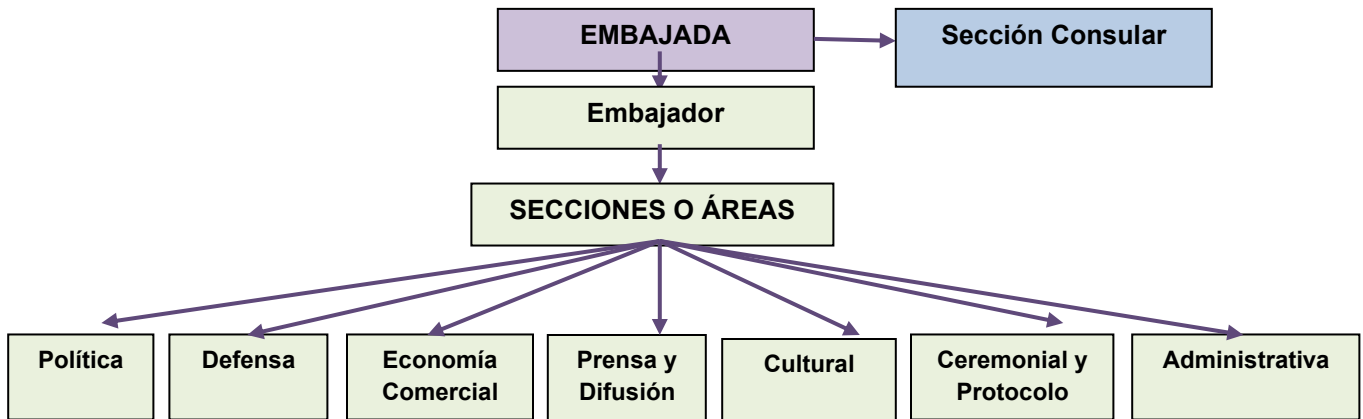 EMBAJADA
Sección Consular
Embajador
SECCIONES O ÁREAS
Política
Defensa
Economía
Comercial
Prensa y
Difusión
Cultural
Ceremonial y
Protocolo
Administrativa